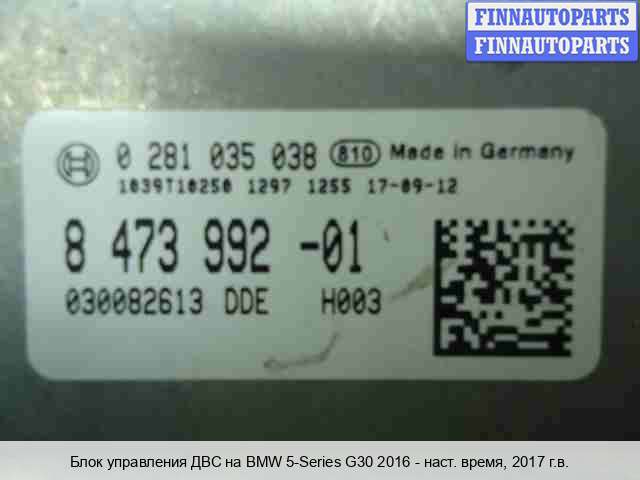 FINNAUTOPARTS
FINNAUTOPARTS
0 281 035 038 810 Made in Germany
1039T10250 1297 1255 17-09-12
8 473 992 -01
030082613 DDE H003
Блок управления ДВС на BMW 5-Series G30 2016 - наст. время, 2017 г.в.